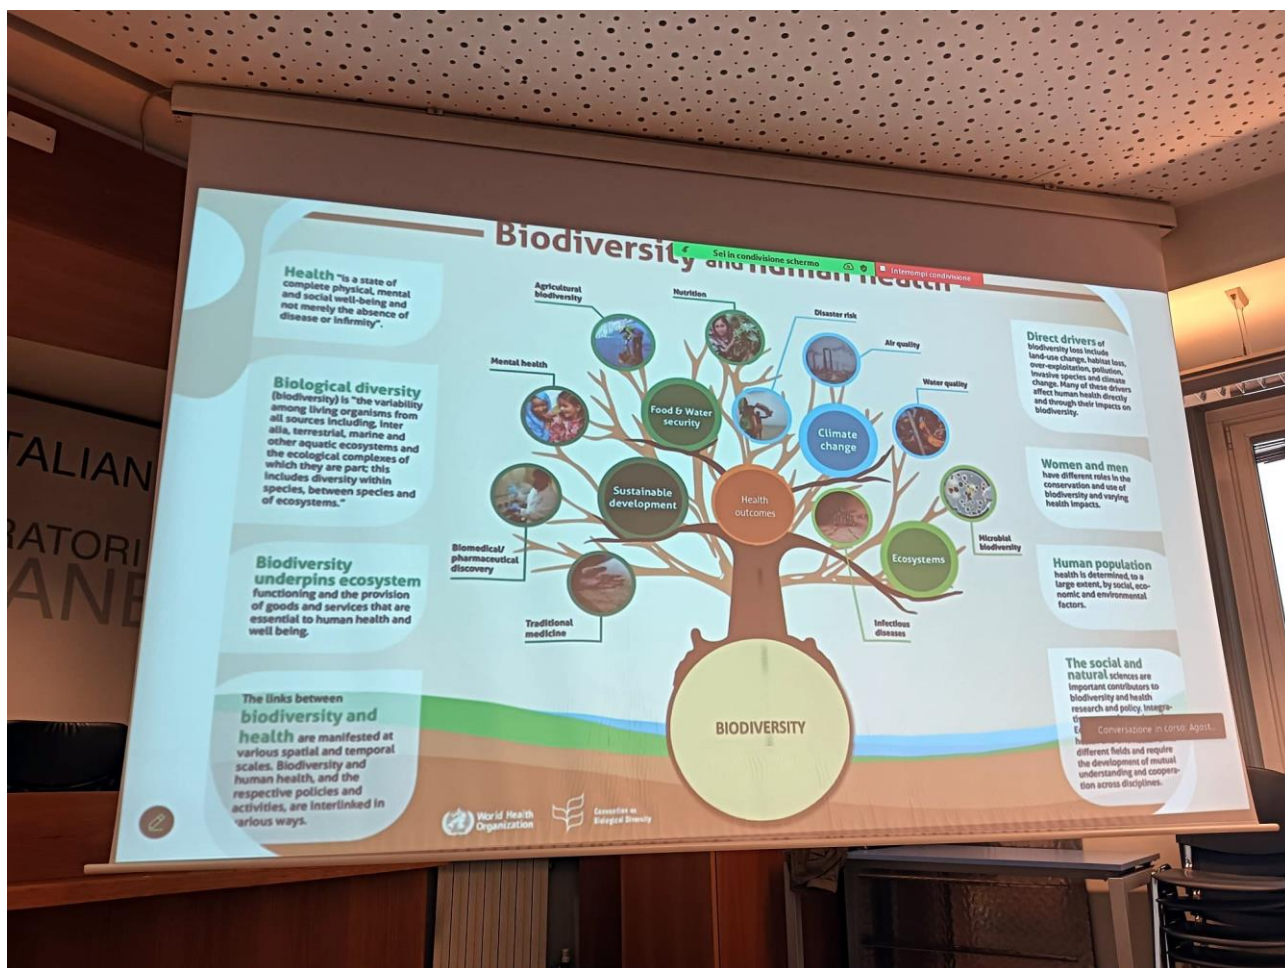 Biodiversity and human health
Sei in condivisione schermo
Interrompi condivisione
Health "is a state of
complete physical, mental
and social well-being and
not merely the absence of
disease or infirmity".
Biological diversity
(biodiversity) is "the variability
among living organisms from
all sources including, inter
alia, terrestrial, marine and
other aquatic ecosystems and
the ecological complexes of
which they are part; this
includes diversity within
species, between species and
of ecosystems."
Biodiversity
underpins ecosystem
functioning and the provision
of goods and services that are
essential to human health and
well being.
The links between
biodiversity and
health are manifested at
various spatial and temporal
scales. Biodiversity and
human health, and the
respective policies and
activities, are interlinked in
various ways.
Agricultural
biodiversity
Nutrition
Disaster risk
Air quality
Mental health
Water quality
Food & Water
security
Climate
change
Sustainable
development
Health
outcomes
Ecosystems
Microbial
biodiversity
Biomedical/
pharmaceutical
discovery
Traditional
medicine
Infectious
diseases
BIODIVERSITY
World Health
Organization
Convention on
Biological Diversity
Direct drivers of
biodiversity loss include
land-use change, habitat loss,
over-exploitation, pollution,
invasive species and climate
change. Many of these drivers
affect human health directly
and through their impacts on
biodiversity.
Women and men
have different roles in the
conservation and use of
biodiversity and varying
health impacts.
Human population
health is determined, to a
large extent, by social, eco-
nomic and environmental
factors.
The social and
natural sciences are
important contributors to
biodiversity and health
research and policy. Integra-
Conversazione in corso: Agost...
different fields and require
the development of mutual
understanding and coopera-
tion across disciplines.
TALIAN
RATORI
ANE